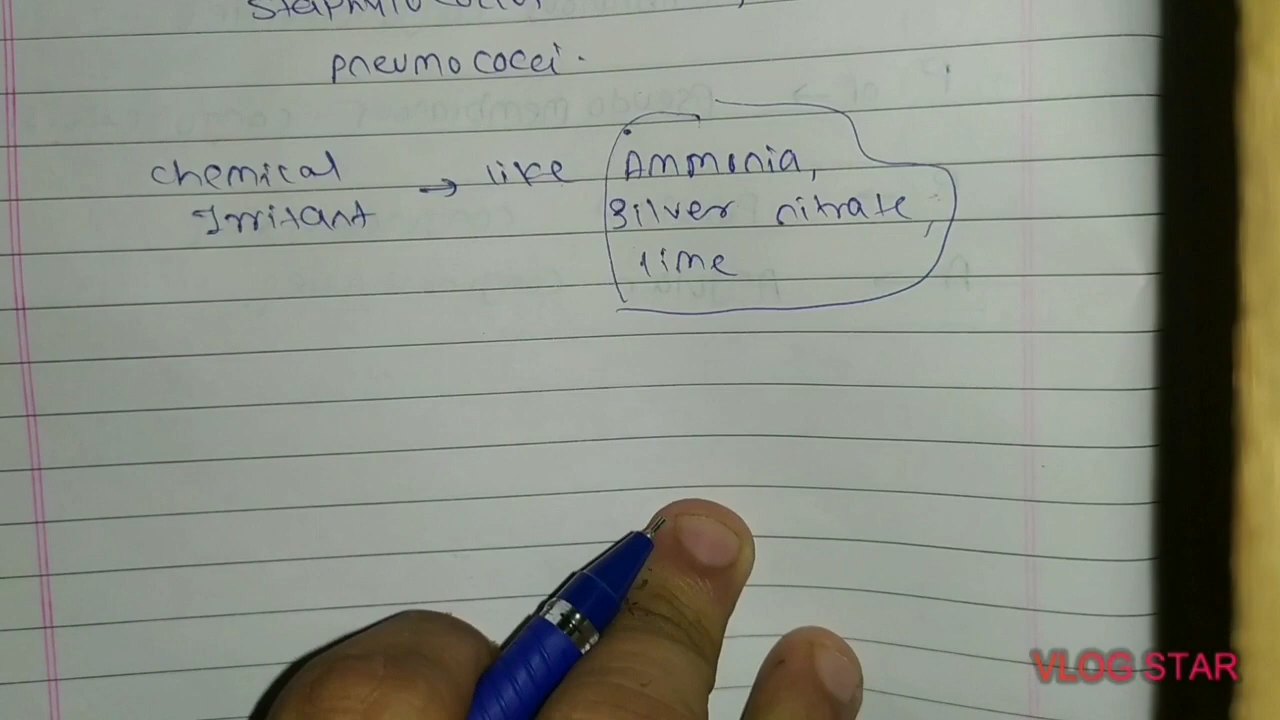 pneumococci.
chemical Irritant → like Ammonia,
silver nitrate,
lime
VLOG STAR